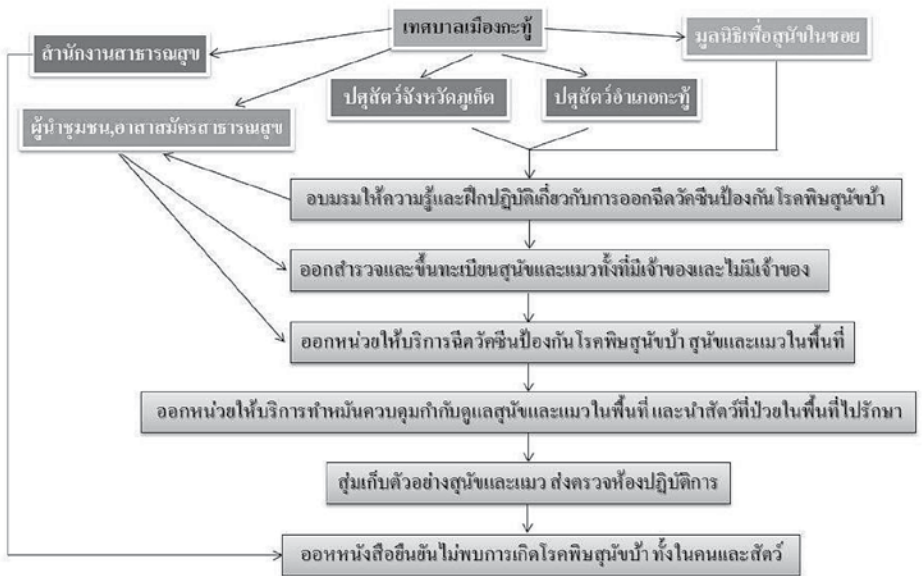 เทศบาลเมืองกะทู้
สำนักงานสาธารณสุข
มูลนิธิเพื่อสุนัขในซอย
ปศุสัตว์จังหวัดภูเก็ต
ปศุสัตว์อำเภอกะทู้
ผู้นำชุมชน,อาสาสมัครสาธารณสุข
อบมรมให้ความรู้และฝึกปฏิบัติเกี่ยวกับการออกฉีดวัคซีนป้องกันโรคพิษสุนัขบ้า
ออกสำรวจและขึ้นทะเบียนสุนัขและแมวทั้งที่มีเจ้าของและไม่มีเจ้าของ
ออกหน่วยให้บริการฉีดวัคซีนป้องกันโรคพิษสุนัขบ้า สุนัขและแมวในพื้นที่
ออกหน่วยให้บริการทำหมันควบคุมกำกับดูแลสุนัขและแมวในพื้นที่ และนำสัตว์ที่ป่วยในพื้นที่ไปรักษา
สุ่มเก็บตัวอย่างสุนัขและแมว ส่งตรวจห้องปฏิบัติการ
ออหหนังสือยืนยันไม่พบการเกิดโรคพิษสุนัขบ้า ทั้งในคนและสัตว์